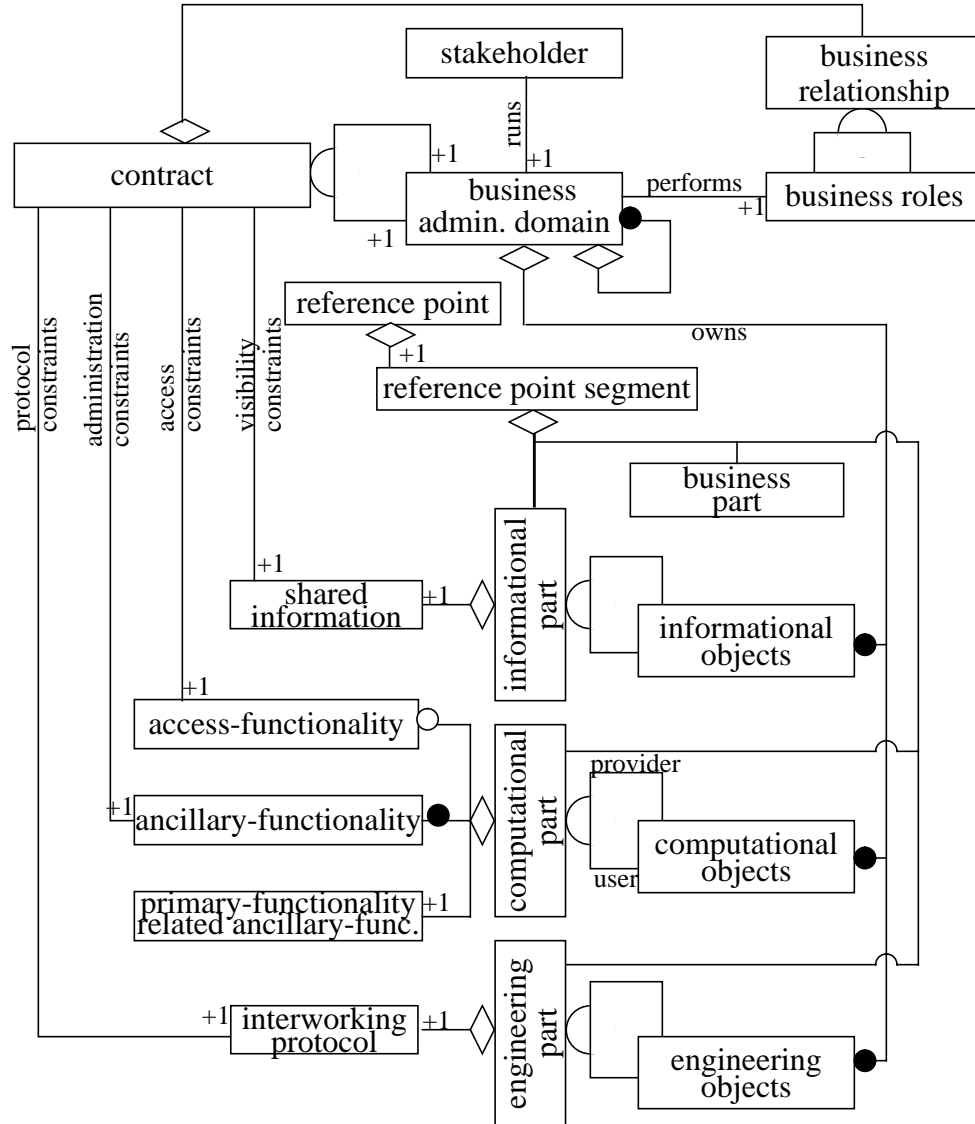 stakeholder
business
relationship
runs
+1
+1
contract
business
admin. domain
performs
+1
business roles
+1
reference point
owns
+1
reference point segment
protocol
constraints
administration
constraints
access
constraints
visibility
constraints
business
part
informational
part
+1
shared
information
+1
informational
objects
+1
access-functionality
computational
part
provider
+1
ancillary-functionality
computational
objects
user
primary-functionality
related ancillary-func.
+1
engineering
part
+1
interworking
protocol
+1
engineering
objects